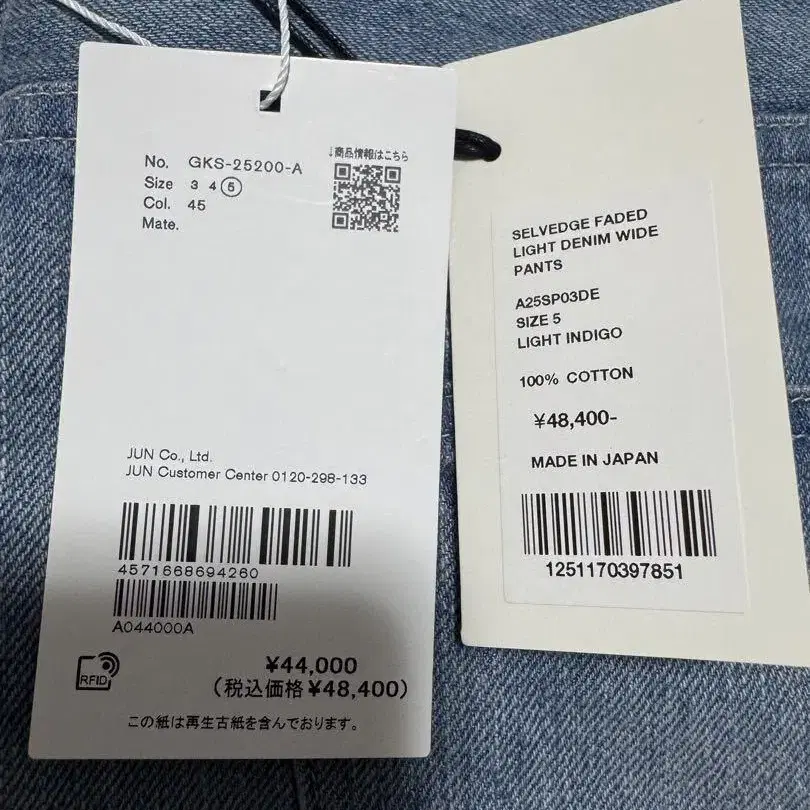 No. GKS-25200-A
Size 3 4 5
Col. 45
Mate.
↓商品情報はこちら
JUN Co., Ltd.
JUN Customer Center 0120-298-133
4571668694260
A044000A
RFID
¥44,000
(税込価格¥48,400)
この紙は再生古紙を含んでおります。
SELVEDGE FADED
LIGHT DENIM WIDE
PANTS
A25SP03DE
SIZE 5
LIGHT INDIGO
100% COTTON
¥48,400-
MADE IN JAPAN
1251170397851